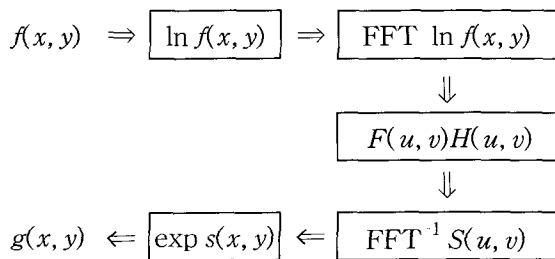 f(x, y) ⇒ ln f(x, y) ⇒ FFT ln f(x, y)
⇓
F(u, v)H(u, v)
⇓
g(x, y) ⇐ exp s(x, y) ⇐ FFT⁻¹ S(u, v)